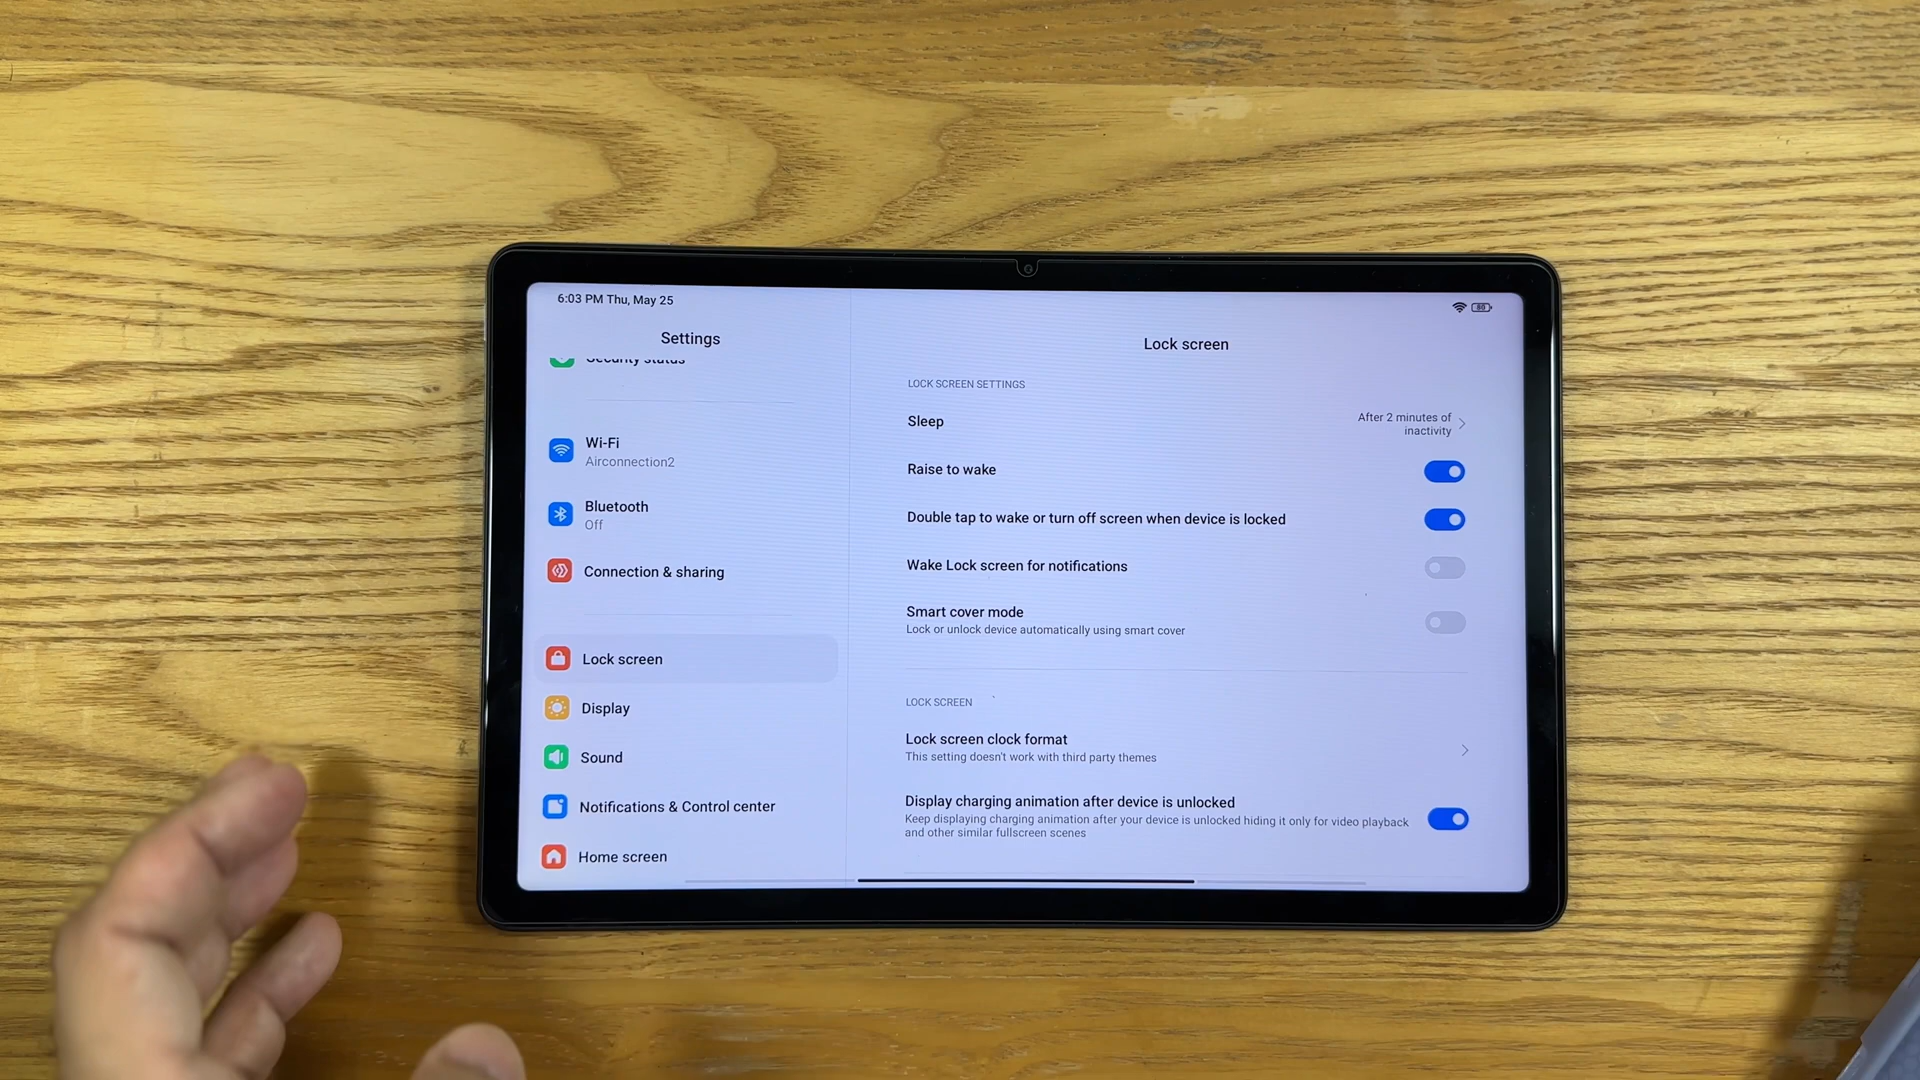 6:03 PM Thu, May 25
80
Settings
Security status
Wi-Fi
Airconnection2
Bluetooth
Off
Connection & sharing
Lock screen
Display
Sound
Notifications & Control center
Home screen
Lock screen
LOCK SCREEN SETTINGS
Sleep
After 2 minutes of
inactivity
Raise to wake
Double tap to wake or turn off screen when device is locked
Wake Lock screen for notifications
Smart cover mode
Lock or unlock device automatically using smart cover
LOCK SCREEN
Lock screen clock format
This setting doesn't work with third party themes
Display charging animation after device is unlocked
Keep displaying charging animation after your device is unlocked hiding it only for video playback
and other similar fullscreen scenes